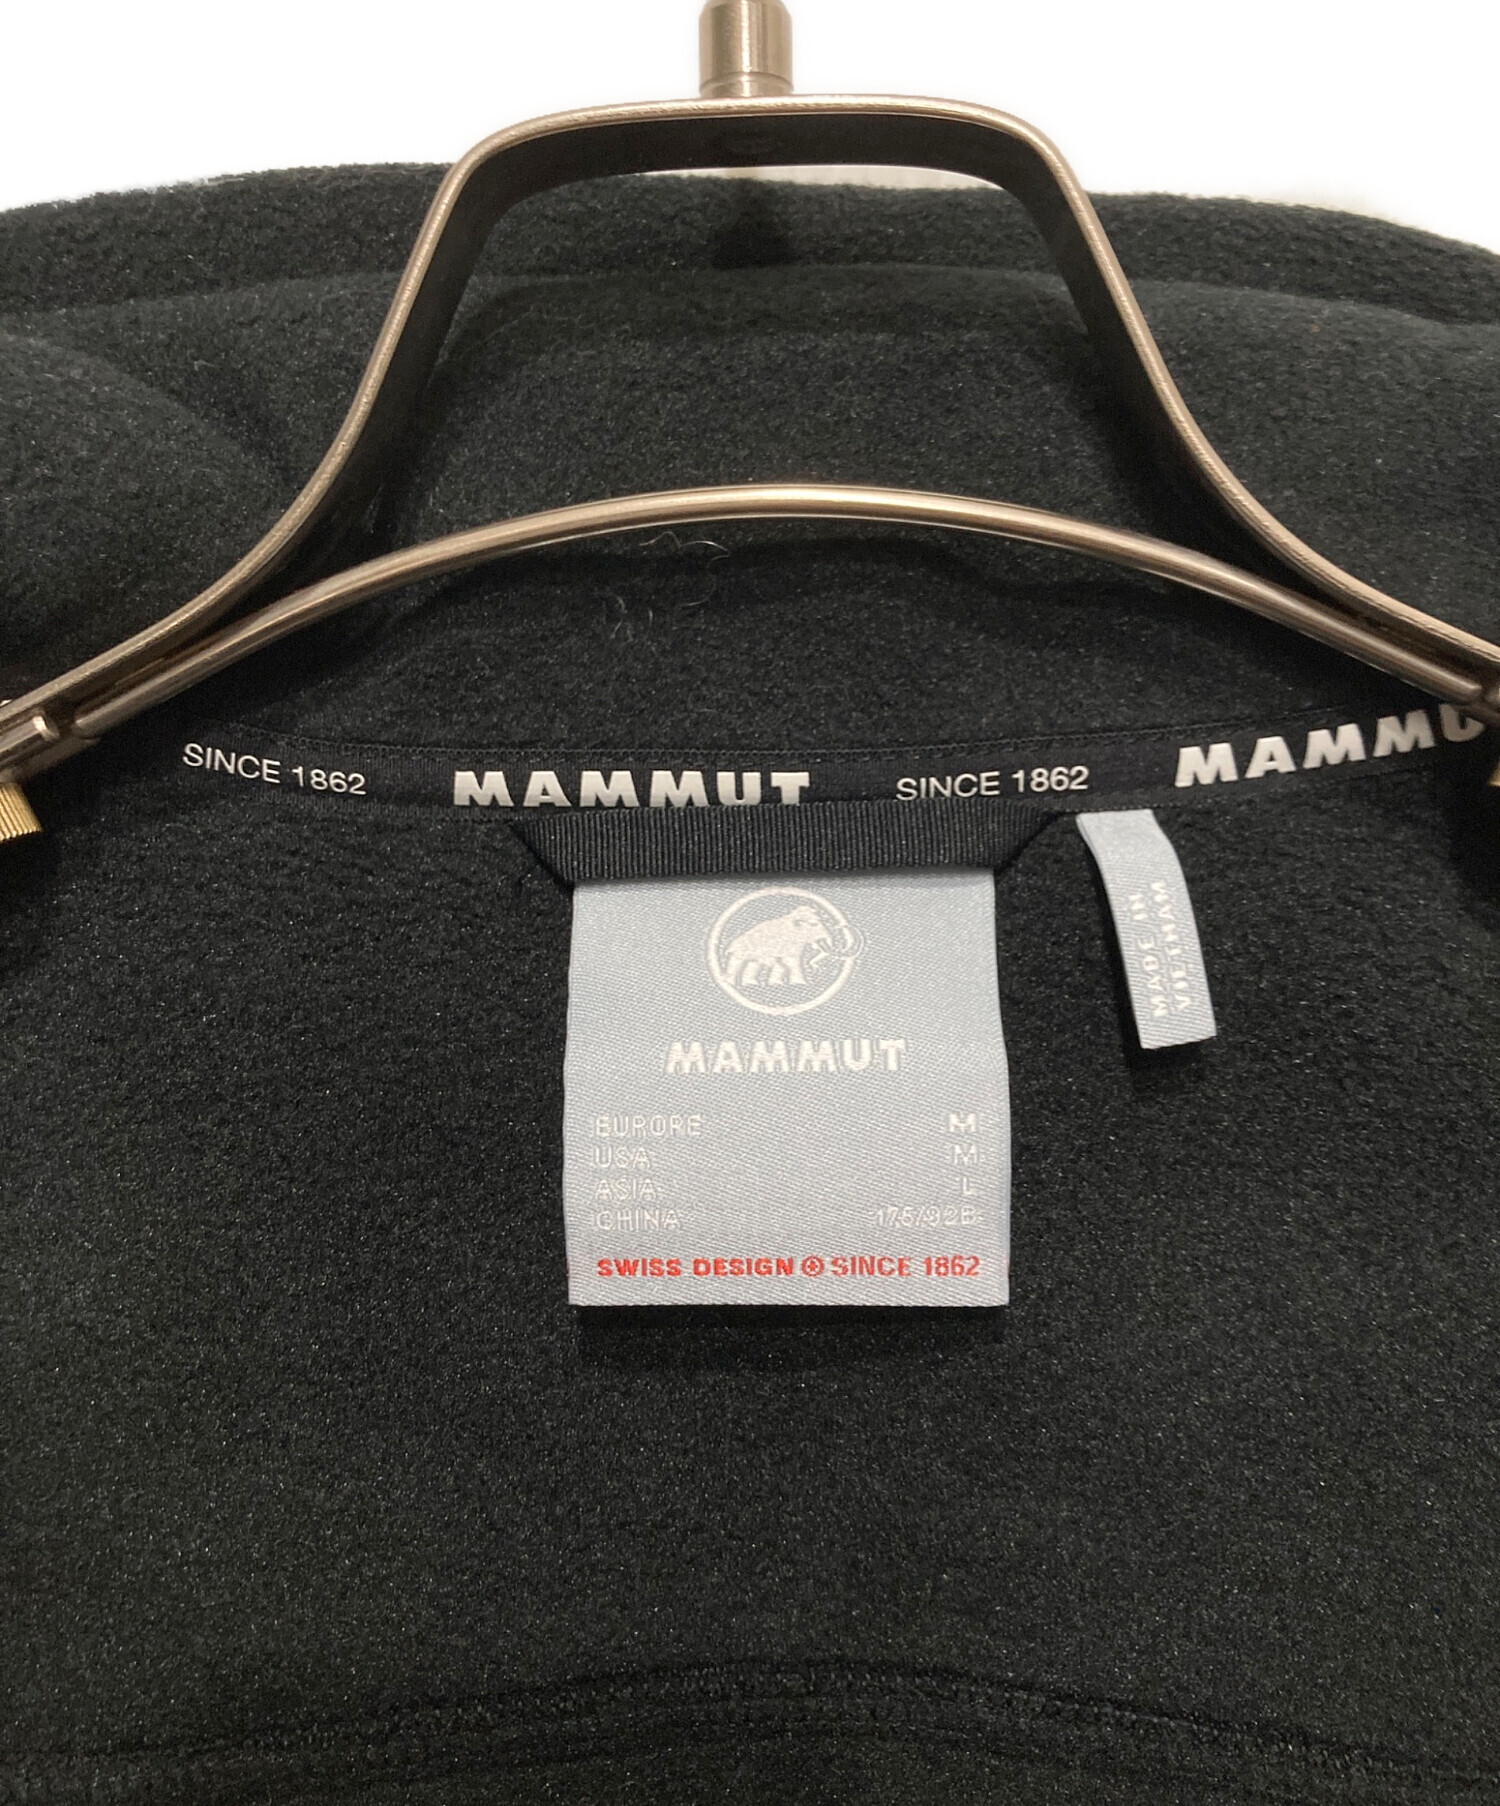 SINCE 1862 MAMMUT SINCE 1862 MAMMU
MADE IN
VIETNAM
MAMMUT
EUROPE M
USA M
ASIA L
CHINA 175/92B
SWISS DESIGN SINCE 1862